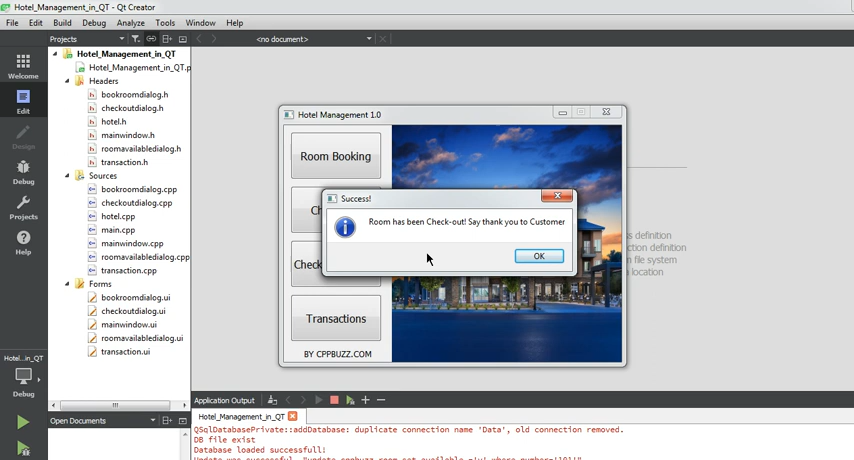 Hotel_Management_in_QT - Qt Creator
File Edit Build Debug Analyze Tools Window Help
Projects
<no document>
Welcome
Edit
Design
Debug
Projects
Help
Hotel...in_QT
Debug
Hotel_Management_in_QT
Hotel_Management_in_QT.p
Headers
bookroomdialog.h
checkoutdialog.h
hotel.h
mainwindow.h
roomavailabledialog.h
transaction.h
Sources
bookroomdialog.cpp
checkoutdialog.cpp
hotel.cpp
main.cpp
mainwindow.cpp
roomavailabledialog.cpp
transaction.cpp
Forms
bookroomdialog.ui
checkoutdialog.ui
mainwindow.ui
roomavailabledialog.ui
transaction.ui
Open Documents
Hotel Management 1.0
Room Booking
Ch
Check
Transactions
BY CPPBUZZ.COM
Success!
Room has been Check-out! Say thank you to Customer
OK
s definition
ction definition
n file system
location
Application Output
Hotel_Management_in_QT
QSqlDatabasePrivate::addDatabase: duplicate connection name 'Data', old connection removed.
DB file exist
Database loaded successfull!